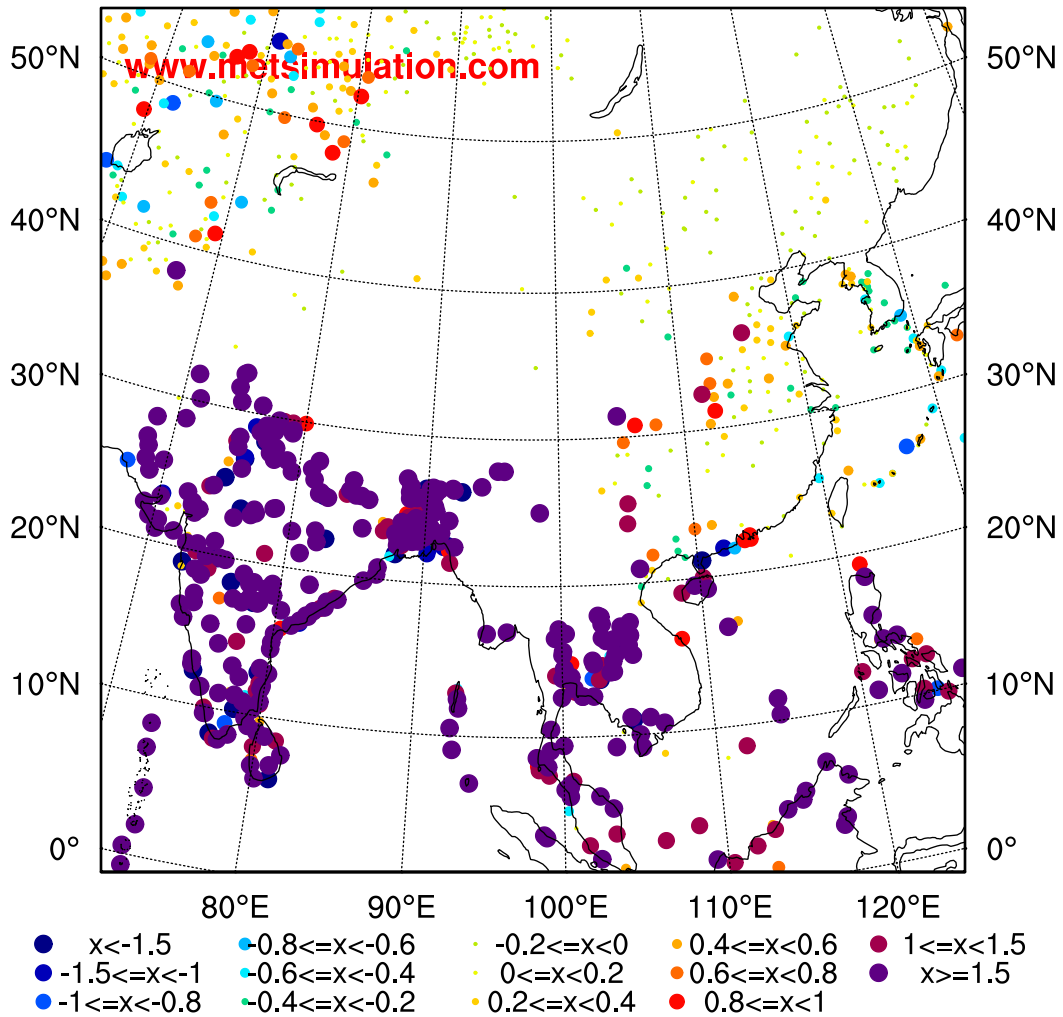 50°N 50°N
www.metsimulation.com
40°N 40°N
30°N 30°N
20°N 20°N
10°N 10°N
0° 0°
80°E 90°E 100°E 110°E 120°E
x<-1.5 -0.8<=x<-0.6 -0.2<=x<0 0.4<=x<0.6 1<=x<1.5
-1.5<=x<-1 -0.6<=x<-0.4 0<=x<0.2 0.6<=x<0.8 x>=1.5
-1<=x<-0.8 -0.4<=x<-0.2 0.2<=x<0.4 0.8<=x<1